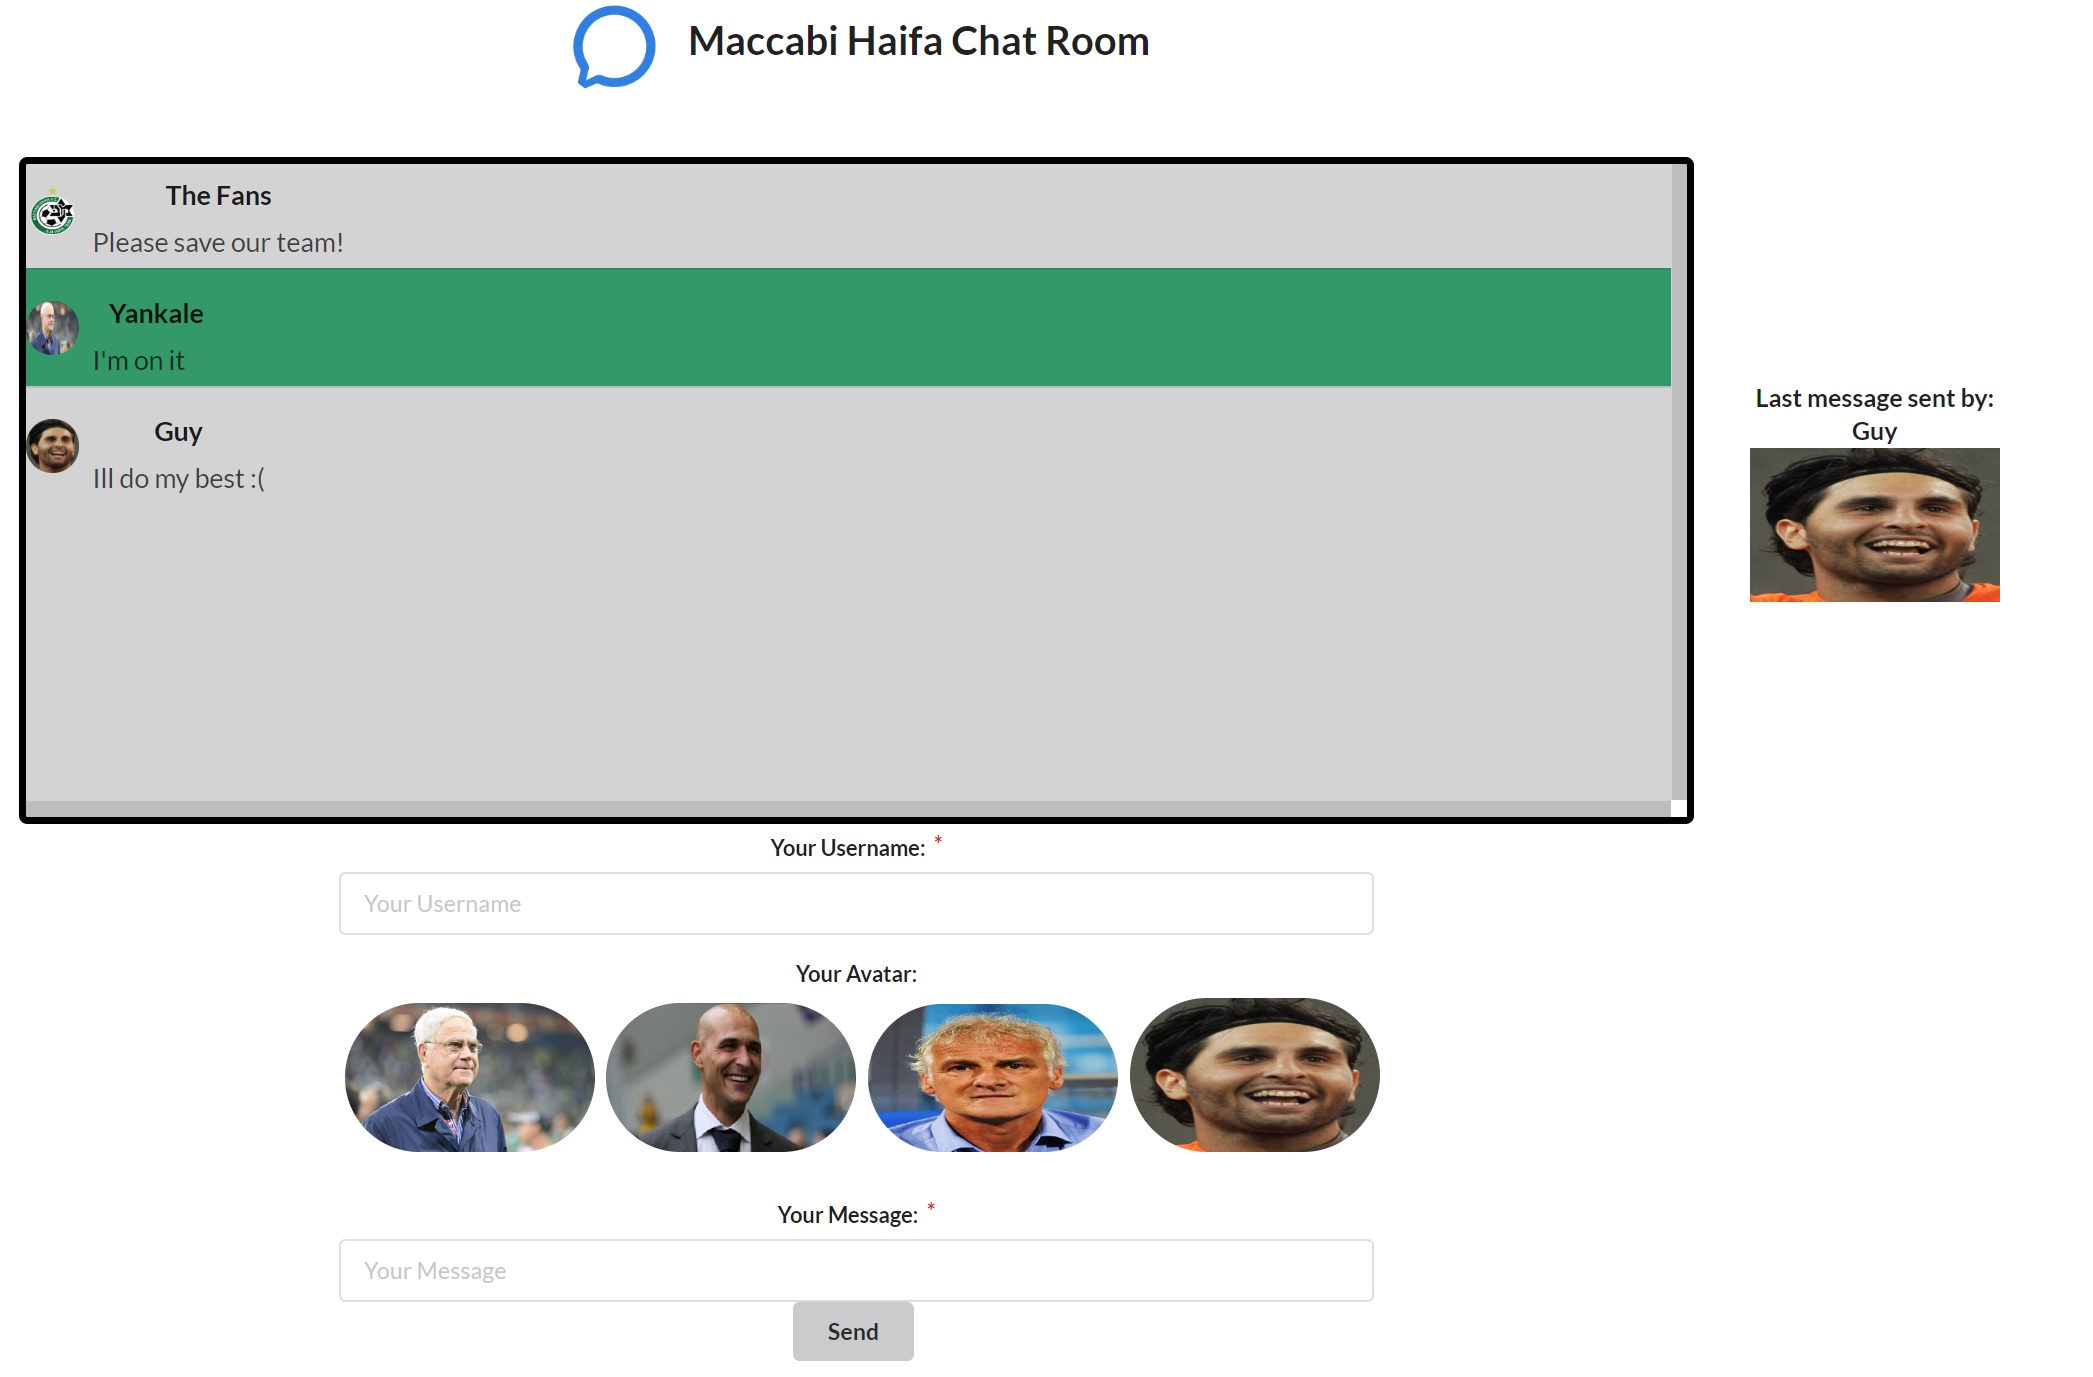 Maccabi Haifa Chat Room
The Fans
Please save our team!
Yankale
I'm on it
Guy
Ill do my best :(
Last message sent by:
Guy
Your Username: *
Your Username
Your Avatar:
Your Message: *
Your Message
Send